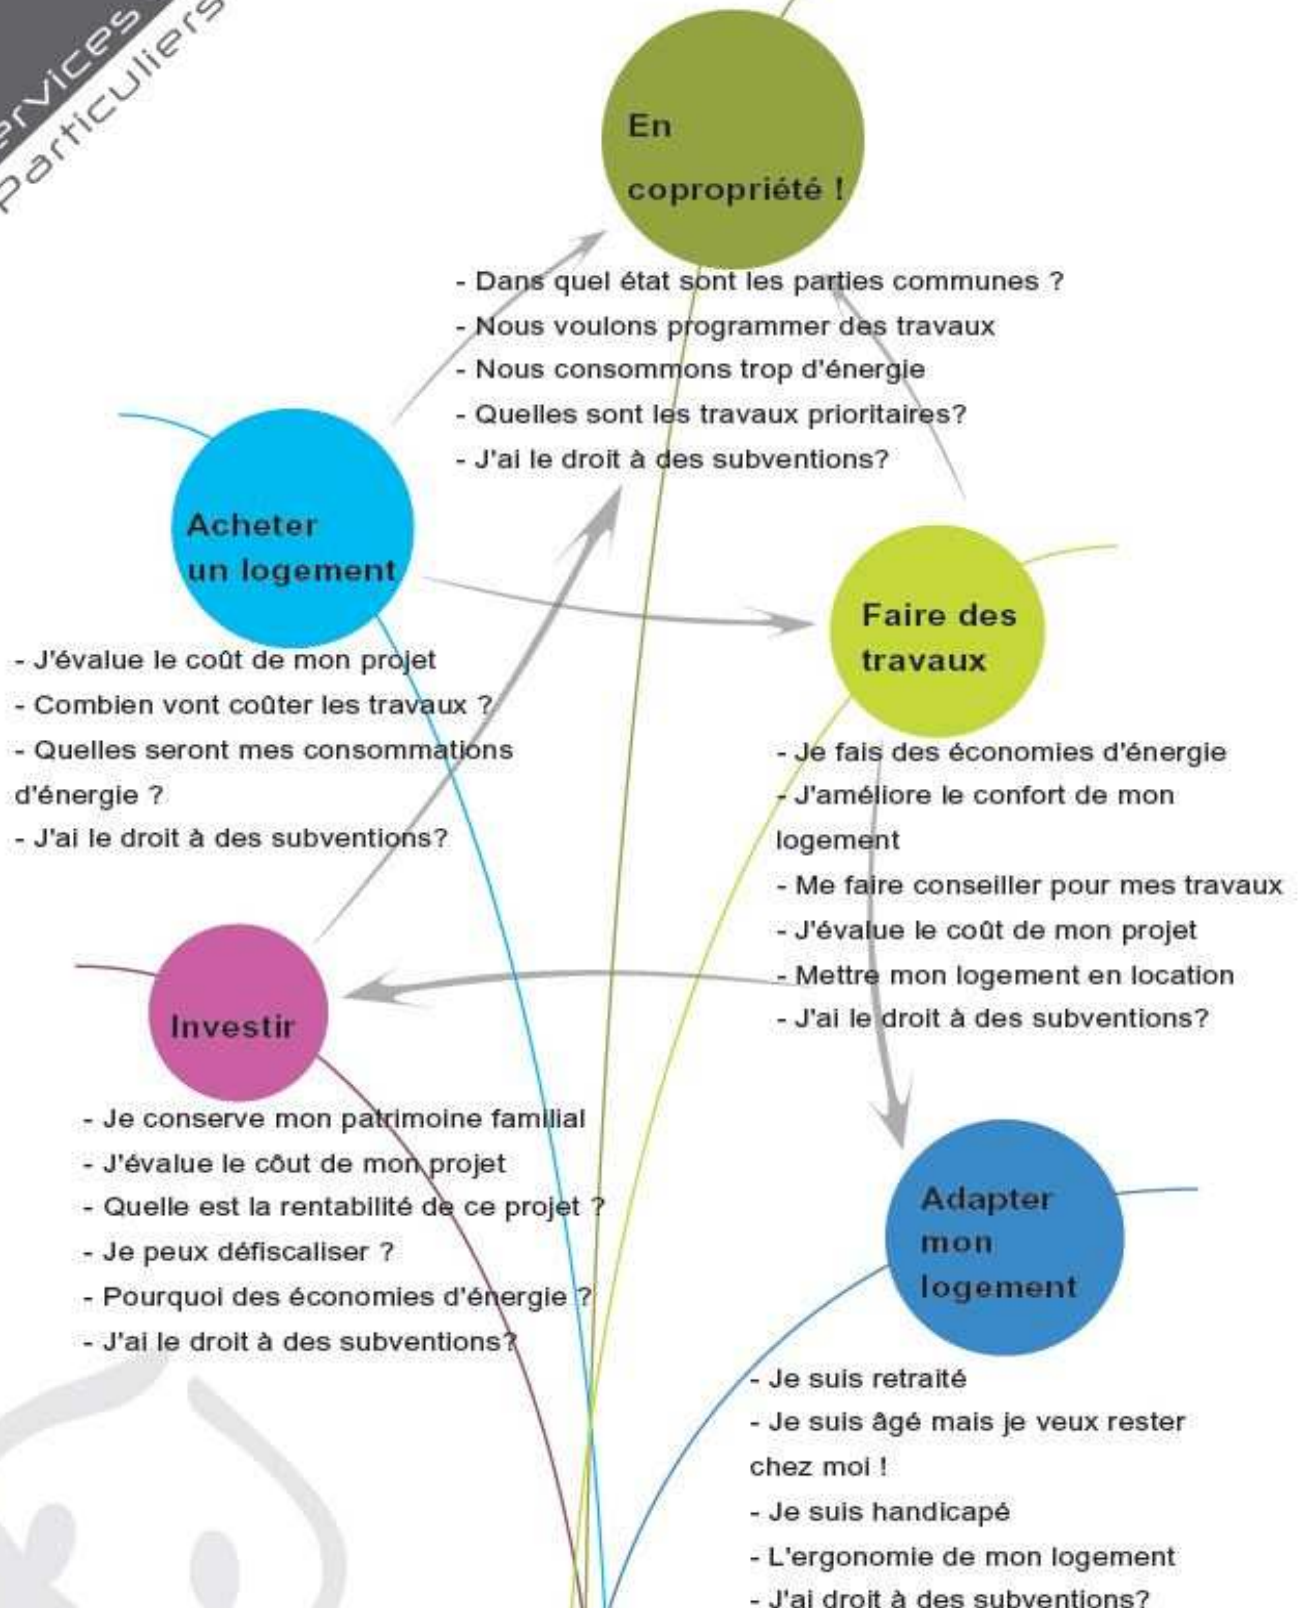 ervices
Particuliers
En
copropriété !
- Dans quel état sont les parties communes ?
- Nous voulons programmer des travaux
- Nous consommons trop d'énergie
- Quelles sont les travaux prioritaires?
- J'ai le droit à des subventions?
Acheter
un logement
- J'évalue le coût de mon projet
- Combien vont coûter les travaux ?
- Quelles seront mes consommations
d'énergie ?
- J'ai le droit à des subventions?
Faire des
travaux
- Je fais des économies d'énergie
- J'améliore le confort de mon
logement
- Me faire conseiller pour mes travaux
- J'évalue le coût de mon projet
- Mettre mon logement en location
- J'ai le droit à des subventions?
Investir
- Je conserve mon patrimoine familial
- J'évalue le côut de mon projet
- Quelle est la rentabilité de ce projet ?
- Je peux défiscaliser ?
- Pourquoi des économies d'énergie ?
- J'ai le droit à des subventions?
Adapter
mon
logement
- Je suis retraité
- Je suis âgé mais je veux rester
chez moi !
- Je suis handicapé
- L'ergonomie de mon logement
- J'ai droit à des subventions?